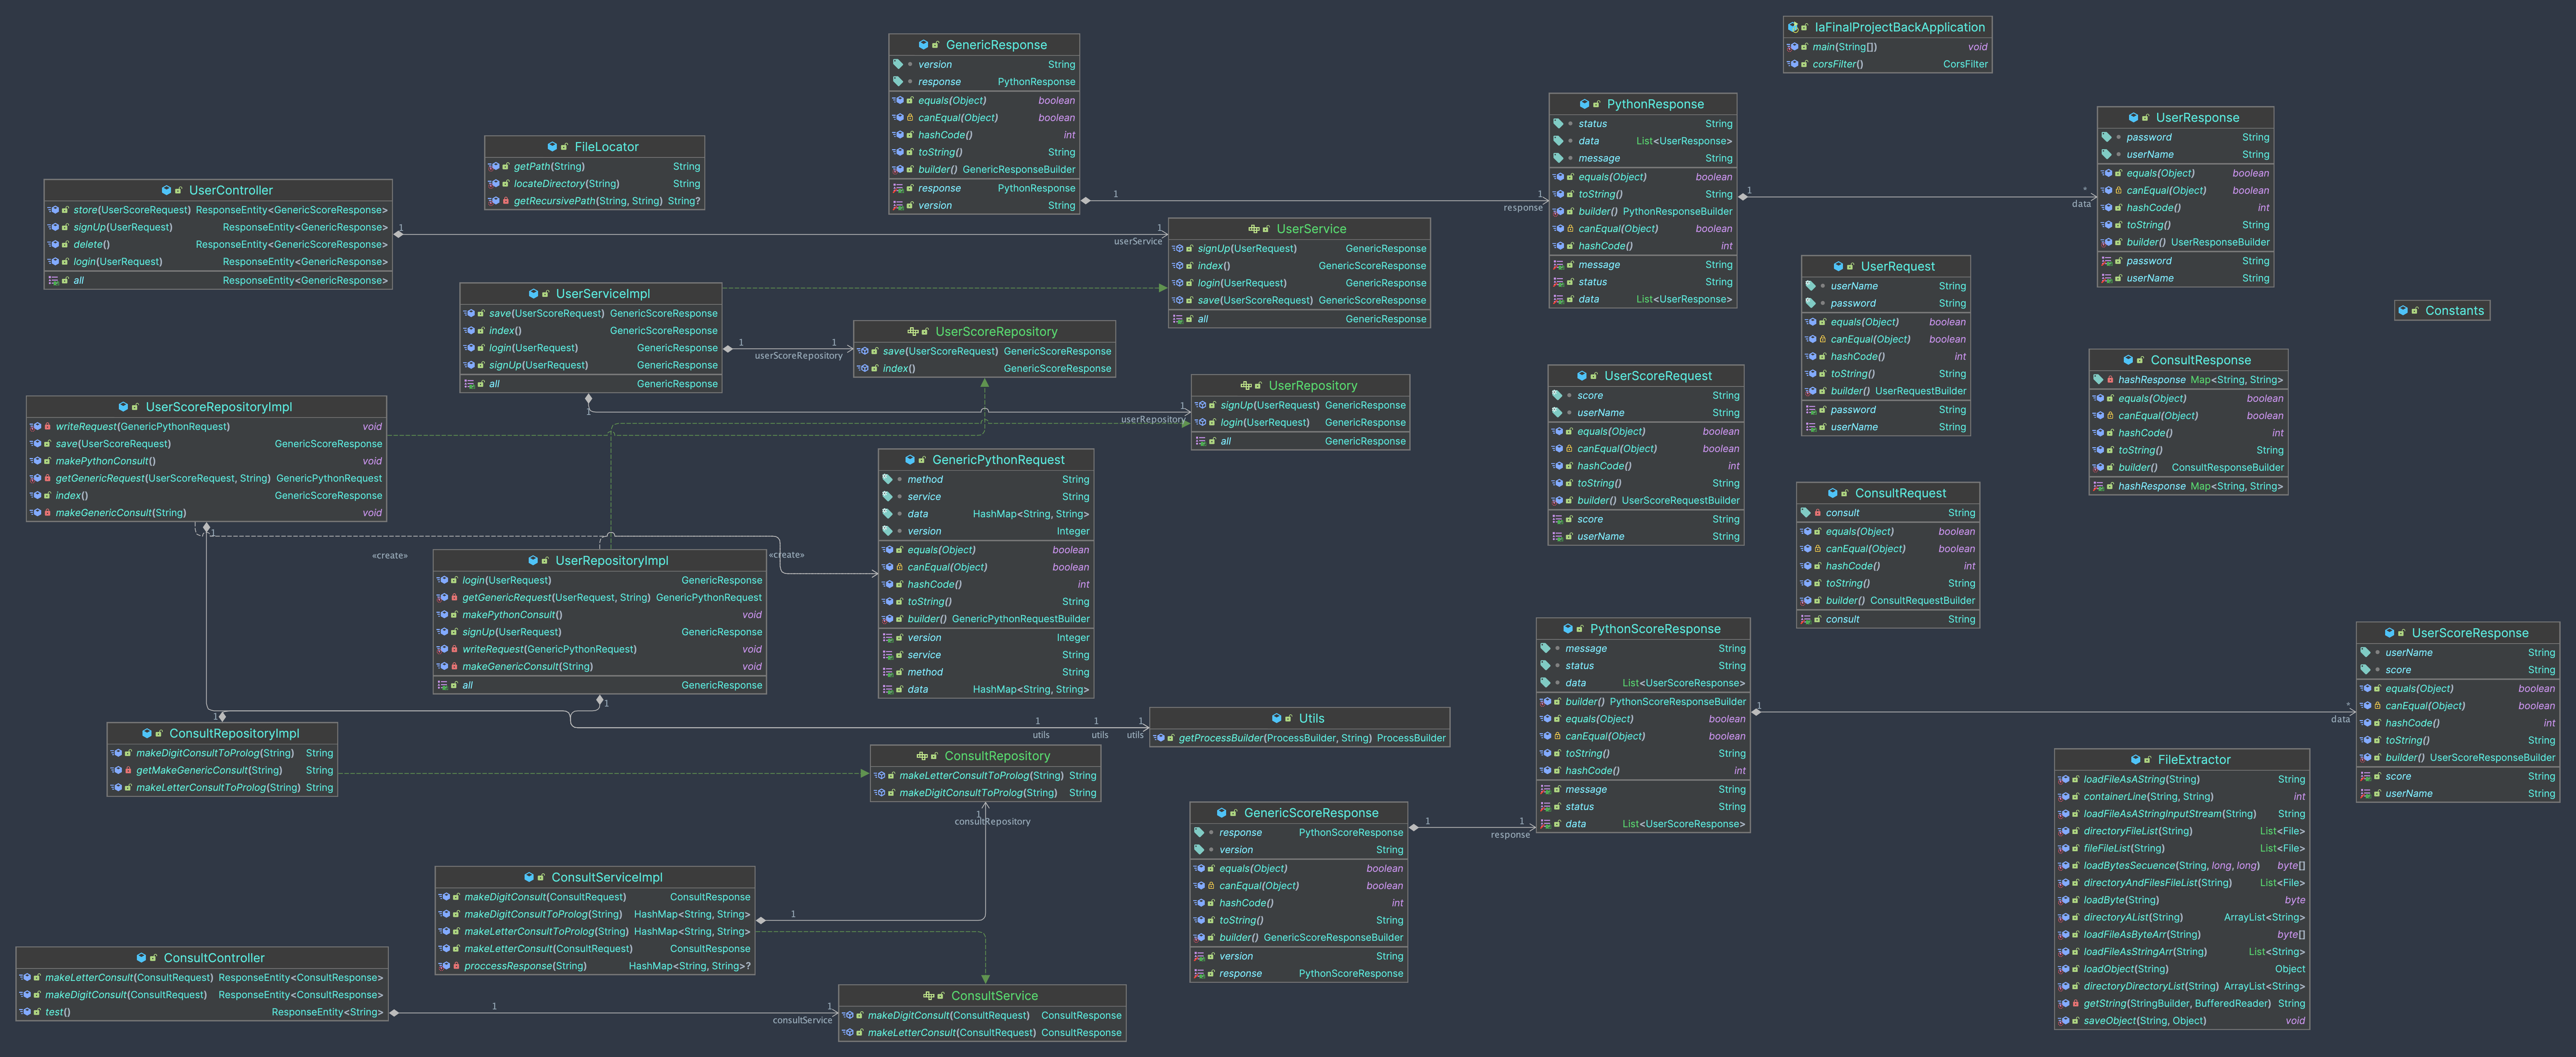 IaFinalProjectBackApplication
main(String[]) void
corsFilter() CorsFilter
GenericResponse
version String
response PythonResponse
equals(Object) boolean
canEqual(Object) boolean
hashCode() int
toString() String
builder() GenericResponseBuilder
response PythonResponse
version String
1
1
response
PythonResponse
status String
data List<UserResponse>
message String
equals(Object) boolean
toString() String
builder() PythonResponseBuilder
canEqual(Object) boolean
hashCode() int
message String
status String
data List<UserResponse>
1
*
data
UserResponse
password String
userName String
equals(Object) boolean
canEqual(Object) boolean
hashCode() int
toString() String
builder() UserResponseBuilder
password String
userName String
FileLocator
getPath(String) String
locateDirectory(String) String
getRecursivePath(String, String) String?
UserController
store(UserScoreRequest) ResponseEntity<GenericScoreResponse>
signUp(UserRequest) ResponseEntity<GenericResponse>
delete() ResponseEntity<GenericScoreResponse>
login(UserRequest) ResponseEntity<GenericResponse>
all ResponseEntity<GenericResponse>
1
1
userService
UserService
signUp(UserRequest) GenericResponse
index() GenericScoreResponse
login(UserRequest) GenericResponse
save(UserScoreRequest) GenericScoreResponse
all GenericResponse
UserRequest
userName String
password String
equals(Object) boolean
canEqual(Object) boolean
hashCode() int
toString() String
builder() UserRequestBuilder
password String
userName String
Constants
UserServiceImpl
save(UserScoreRequest) GenericScoreResponse
index() GenericScoreResponse
login(UserRequest) GenericResponse
signUp(UserRequest) GenericResponse
all GenericResponse
1
1
userScoreRepository
UserScoreRepository
save(UserScoreRequest) GenericScoreResponse
index() GenericScoreResponse
1
1
userRepository
UserRepository
signUp(UserRequest) GenericResponse
login(UserRequest) GenericResponse
all GenericResponse
UserScoreRequest
score String
userName String
equals(Object) boolean
canEqual(Object) boolean
hashCode() int
toString() String
builder() UserScoreRequestBuilder
score String
userName String
ConsultResponse
hashResponse Map<String, String>
equals(Object) boolean
canEqual(Object) boolean
hashCode() int
toString() String
builder() ConsultResponseBuilder
hashResponse Map<String, String>
UserScoreRepositoryImpl
writeRequest(GenericPythonRequest) void
save(UserScoreRequest) GenericScoreResponse
makePythonConsult() void
getGenericRequest(UserScoreRequest, String) GenericPythonRequest
index() GenericScoreResponse
makeGenericConsult(String) void
1
«create»
«create»
GenericPythonRequest
method String
service String
data HashMap<String, String>
version Integer
equals(Object) boolean
canEqual(Object) boolean
hashCode() int
toString() String
builder() GenericPythonRequestBuilder
version Integer
service String
method String
data HashMap<String, String>
ConsultRequest
consult String
equals(Object) boolean
canEqual(Object) boolean
hashCode() int
toString() String
builder() ConsultRequestBuilder
consult String
UserRepositoryImpl
login(UserRequest) GenericResponse
getGenericRequest(UserRequest, String) GenericPythonRequest
makePythonConsult() void
signUp(UserRequest) GenericResponse
writeRequest(GenericPythonRequest) void
makeGenericConsult(String) void
all GenericResponse
1
PythonScoreResponse
message String
status String
data List<UserScoreResponse>
builder() PythonScoreResponseBuilder
equals(Object) boolean
canEqual(Object) boolean
toString() String
hashCode() int
message String
status String
data List<UserScoreResponse>
1
*
data
UserScoreResponse
userName String
score String
equals(Object) boolean
canEqual(Object) boolean
hashCode() int
toString() String
builder() UserScoreResponseBuilder
score String
userName String
1
1 1 1
utils utils utils
Utils
getProcessBuilder(ProcessBuilder, String) ProcessBuilder
ConsultRepositoryImpl
makeDigitConsultToProlog(String) String
getMakeGenericConsult(String) String
makeLetterConsultToProlog(String) String
ConsultRepository
makeLetterConsultToProlog(String) String
makeDigitConsultToProlog(String) String
1
consultRepository
FileExtractor
loadFileAsAString(String) String
containerLine(String, String) int
loadFileAsAStringInputStream(String) String
directoryFileList(String) List<File>
fileFileList(String) List<File>
loadBytesSecuence(String, long, long) byte[]
directoryAndFilesFileList(String) List<File>
loadByte(String) byte
directoryAList(String) ArrayList<String>
loadFileAsByteArr(String) byte[]
loadFileAsStringArr(String) List<String>
loadObject(String) Object
directoryDirectoryList(String) ArrayList<String>
getString(StringBuilder, BufferedReader) String
saveObject(String, Object) void
GenericScoreResponse
response PythonScoreResponse
version String
equals(Object) boolean
canEqual(Object) boolean
hashCode() int
toString() String
builder() GenericScoreResponseBuilder
version String
response PythonScoreResponse
1
1
response
ConsultServiceImpl
makeDigitConsult(ConsultRequest) ConsultResponse
makeDigitConsultToProlog(String) HashMap<String, String>
makeLetterConsultToProlog(String) HashMap<String, String>
makeLetterConsult(ConsultRequest) ConsultResponse
proccessResponse(String) HashMap<String, String>?
1
ConsultController
makeLetterConsult(ConsultRequest) ResponseEntity<ConsultResponse>
makeDigitConsult(ConsultRequest) ResponseEntity<ConsultResponse>
test() ResponseEntity<String>
1
1
consultService
ConsultService
makeDigitConsult(ConsultRequest) ConsultResponse
makeLetterConsult(ConsultRequest) ConsultResponse